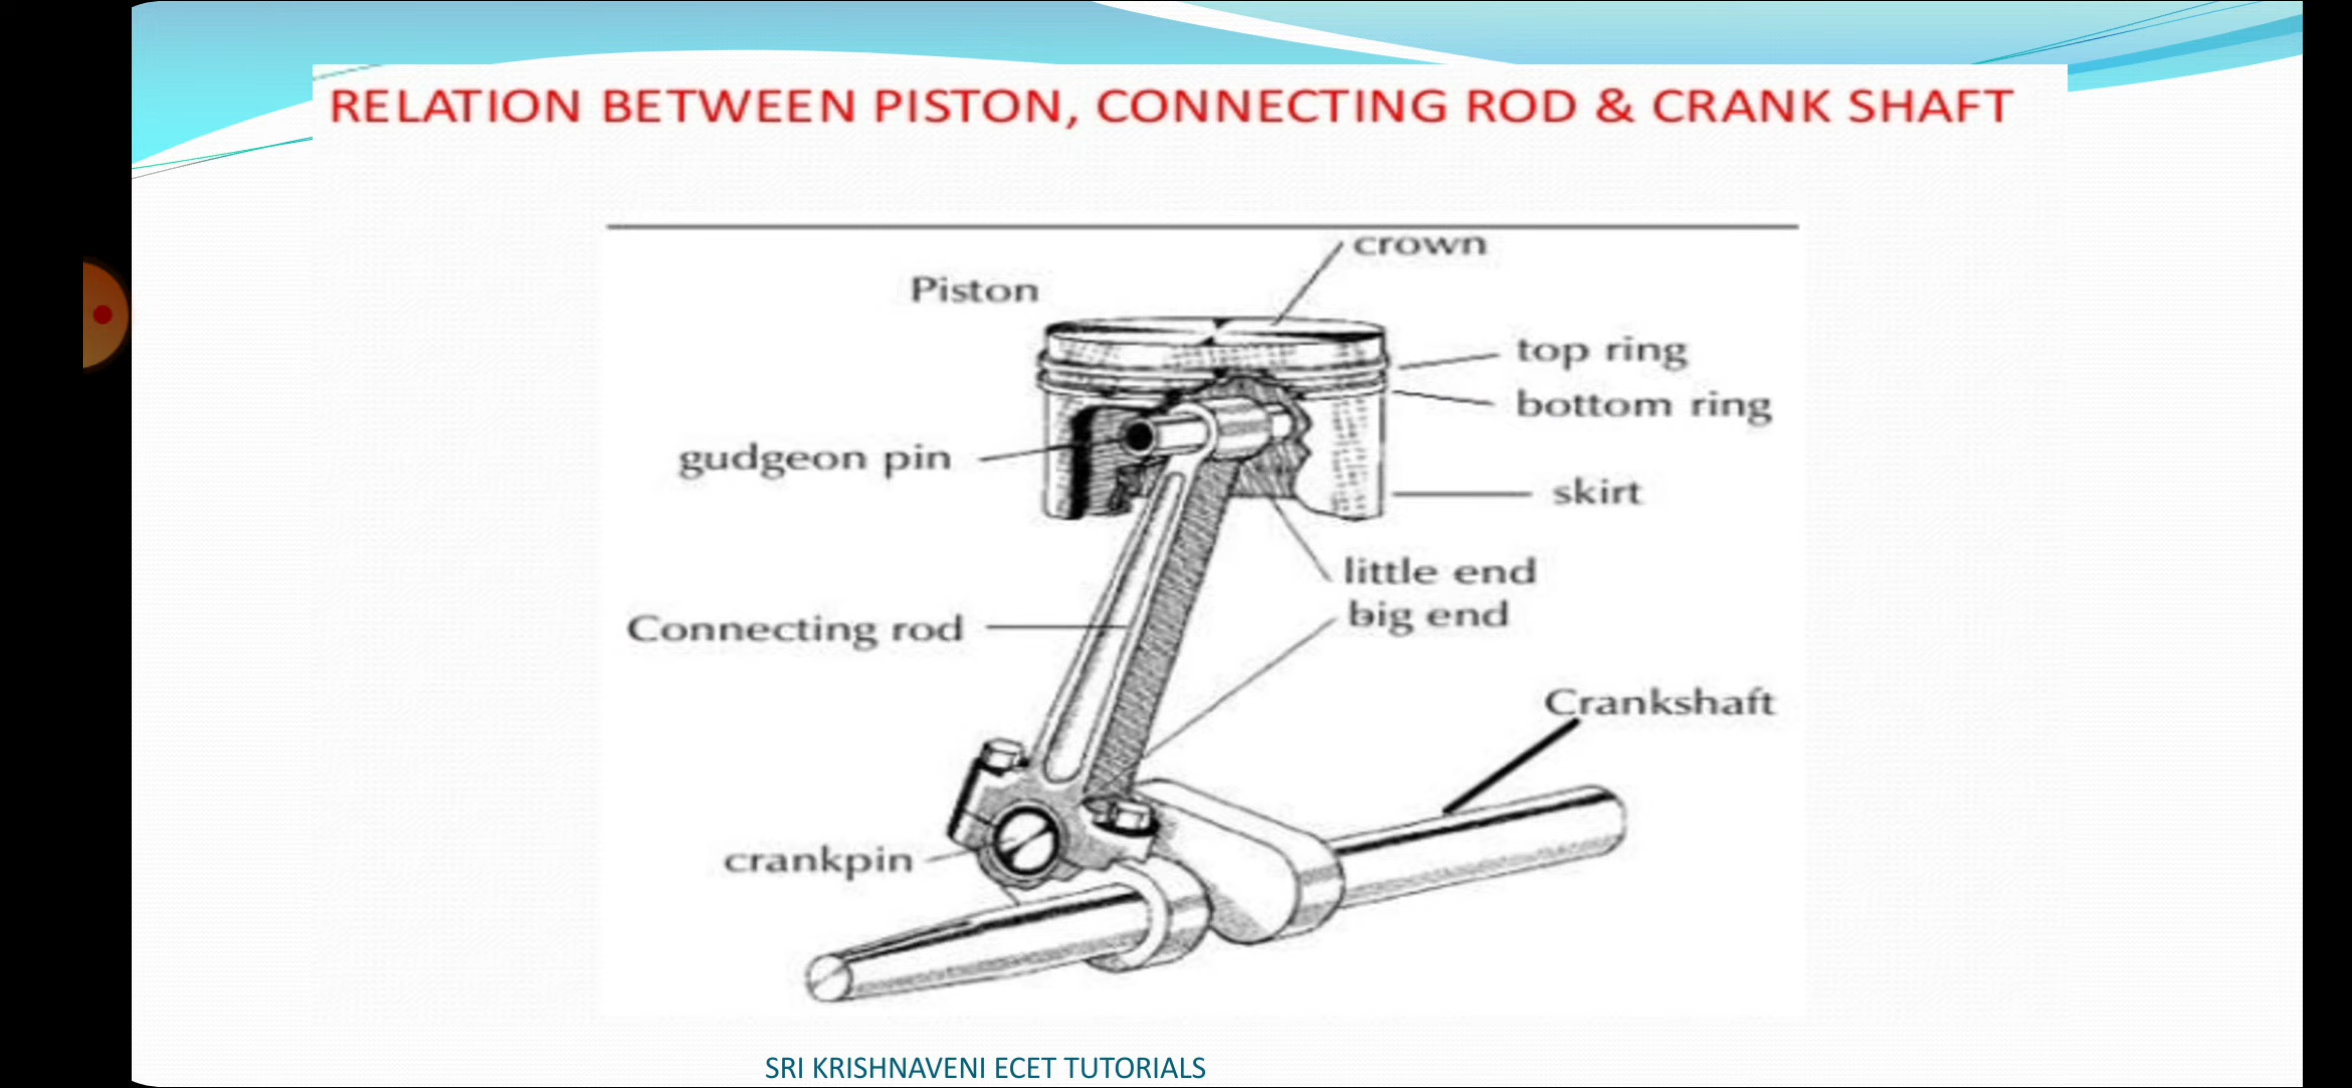 RELATION BETWEEN PISTON, CONNECTING ROD & CRANK SHAFT
crown
Piston
top ring
bottom ring
gudgeon pin
skirt
little end
big end
Connecting rod
Crankshaft
crankpin
SRI KRISHNAVENI ECET TUTORIALS